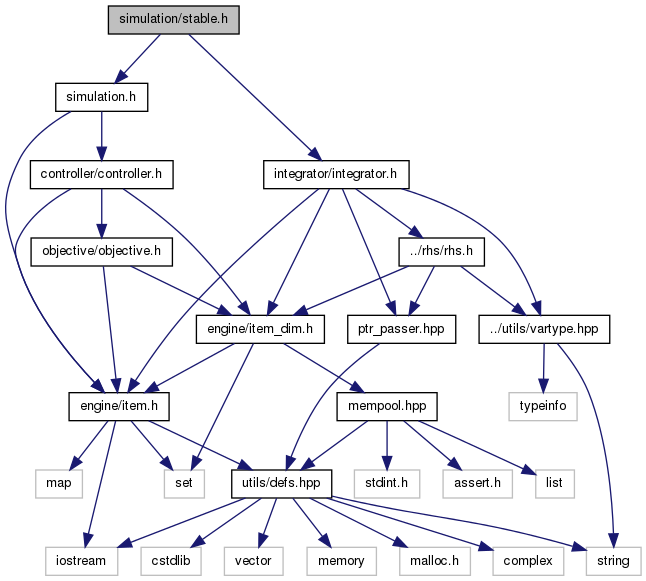 simulation/stable.h
simulation.h
controller/controller.h
integrator/integrator.h
objective/objective.h
../rhs/rhs.h
engine/item_dim.h
ptr_passer.hpp
../utils/vartype.hpp
engine/item.h
mempool.hpp
typeinfo
map
set
utils/defs.hpp
stdint.h
assert.h
list
iostream
cstdlib
vector
memory
malloc.h
complex
string